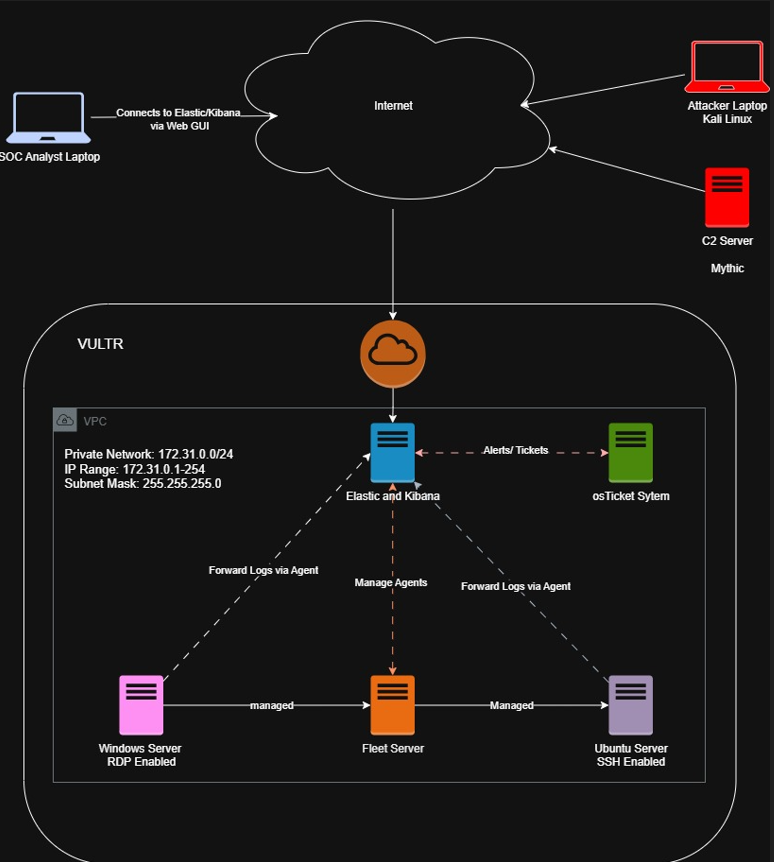 Internet
Connects to Elastic/Kibana
via Web GUI
SOC Analyst Laptop
Attacker Laptop
Kali Linux
C2 Server
Mythic
VULTR
VPC
Private Network: 172.31.0.0/24
IP Range: 172.31.0.1-254
Subnet Mask: 255.255.255.0
Alerts/ Tickets
Elastic and Kibana
osTicket Sytem
Forward Logs via Agent
Manage Agents
Forward Logs via Agent
managed
Managed
Windows Server
RDP Enabled
Fleet Server
Ubuntu Server
SSH Enabled